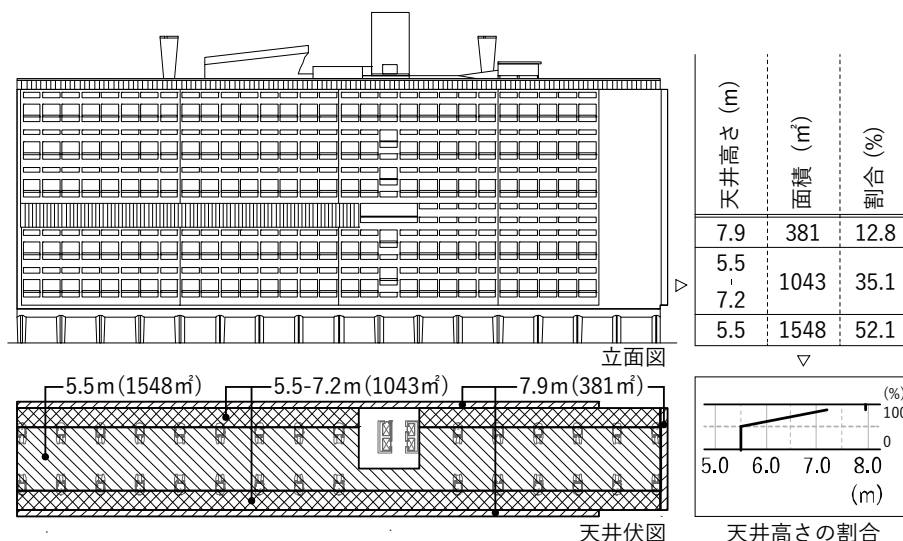 立面図
天井高さ (m)
面積 (㎡)
割合 (%)
7.9 381 12.8
5.5
-
7.2
1043 35.1
5.5 1548 52.1
5.5m(1548㎡) 5.5-7.2m(1043㎡) 7.9m(381㎡)
天井伏図
(%)
100
0
5.0 6.0 7.0 8.0
(m)
天井高さの割合